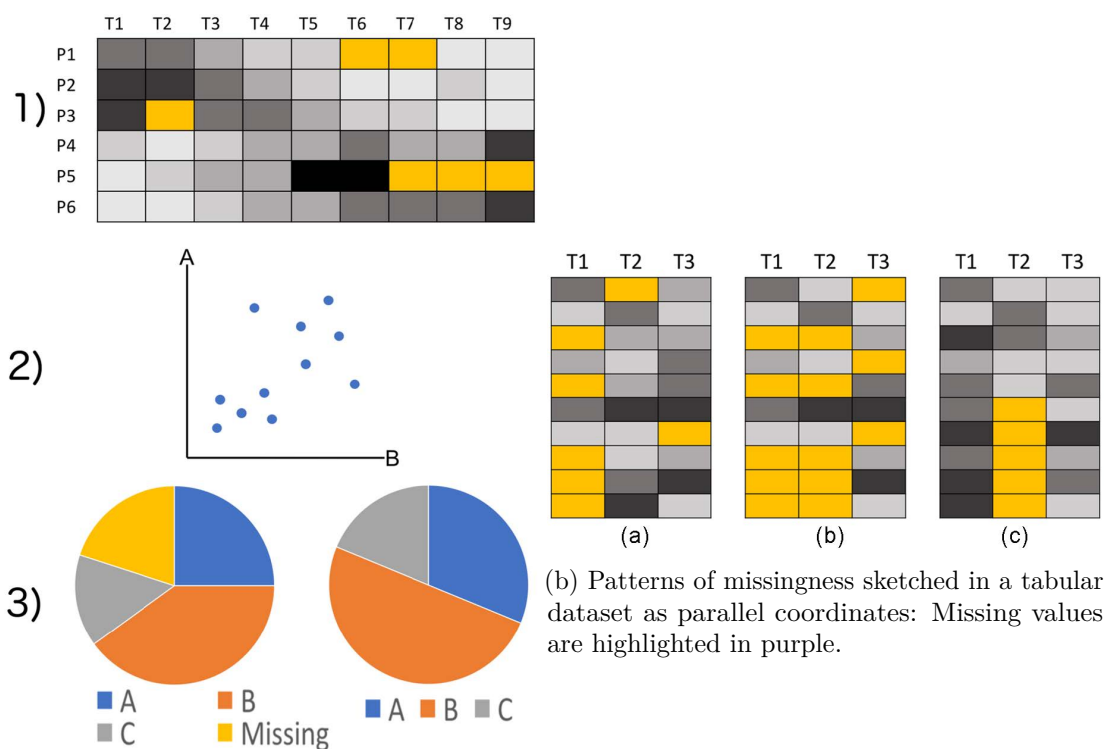 T1 T2 T3 T4 T5 T6 T7 T8 T9
P1
P2
1)
P3
P4
P5
P6
A
2)
B
3)
A B
C Missing
A B C
T1 T2 T3 T1 T2 T3 T1 T2 T3
(a) (b) (c)
(b) Patterns of missingness sketched in a tabular
dataset as parallel coordinates: Missing values
are highlighted in purple.